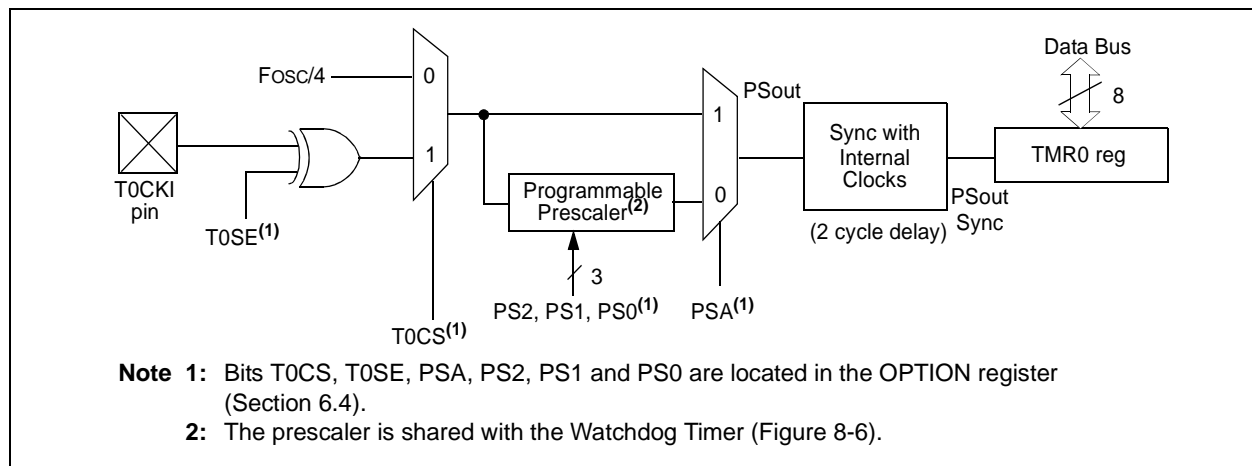 Data Bus
FOSC/4
0
PSout
8
1
1
Sync with
Internal
Clocks
TMR0 reg
T0CKI
pin
Programmable
Prescaler(2)
0
PSout
Sync
T0SE(1)
(2 cycle delay)
3
PS2, PS1, PS0(1)
PSA(1)
T0CS(1)
Note 1: Bits T0CS, T0SE, PSA, PS2, PS1 and PS0 are located in the OPTION register
(Section 6.4).
2: The prescaler is shared with the Watchdog Timer (Figure 8-6).